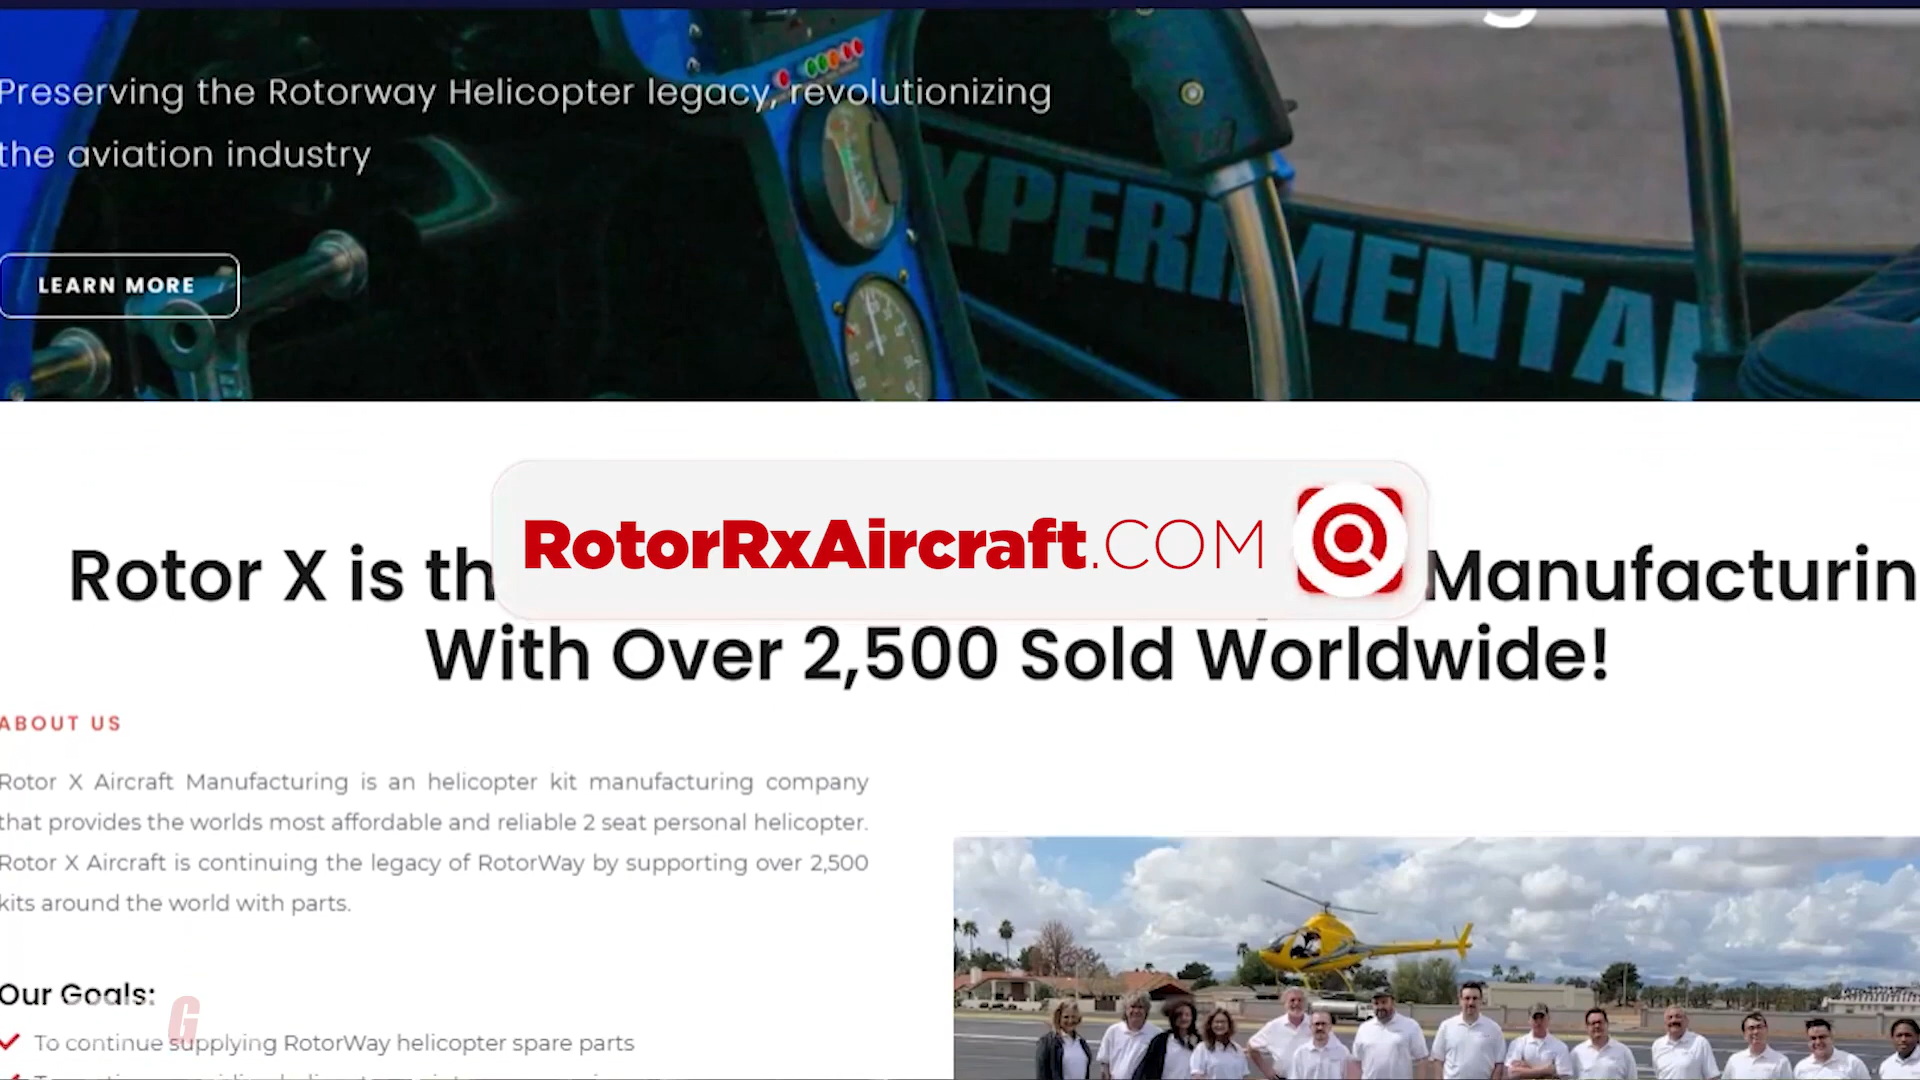 Preserving the Rotorway Helicopter legacy, revolutionizing
the aviation industry
LEARN MORE
EXPERIMENTAL
RotorRxAircraft.COM
Rotor X is th Manufacturin
With Over 2,500 Sold Worldwide!
ABOUT US
Rotor X Aircraft Manufacturing is an helicopter kit manufacturing company
that provides the worlds most affordable and reliable 2 seat personal helicopter.
Rotor X Aircraft is continuing the legacy of RotorWay by supporting over 2,500
kits around the world with parts.
Our Goals:
G
To continue supplying RotorWay helicopter spare parts